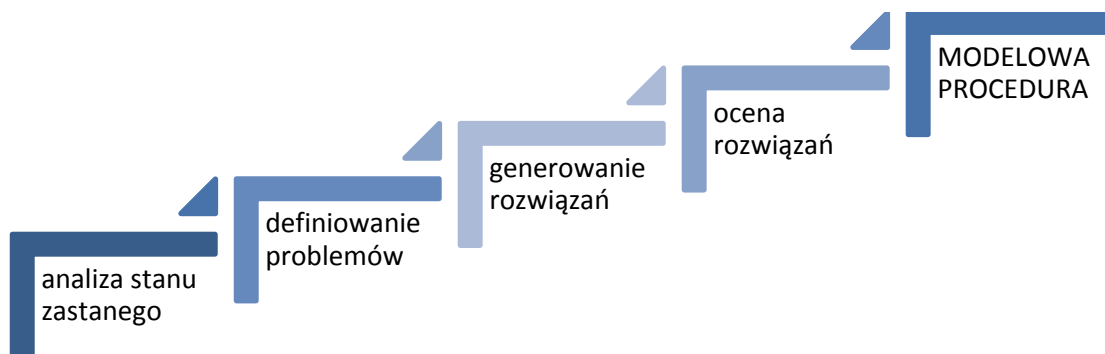 analiza stanu
zastanego
definiowanie
problemów
generowanie
rozwiązań
ocena
rozwiązań
MODELOWA
PROCEDURA